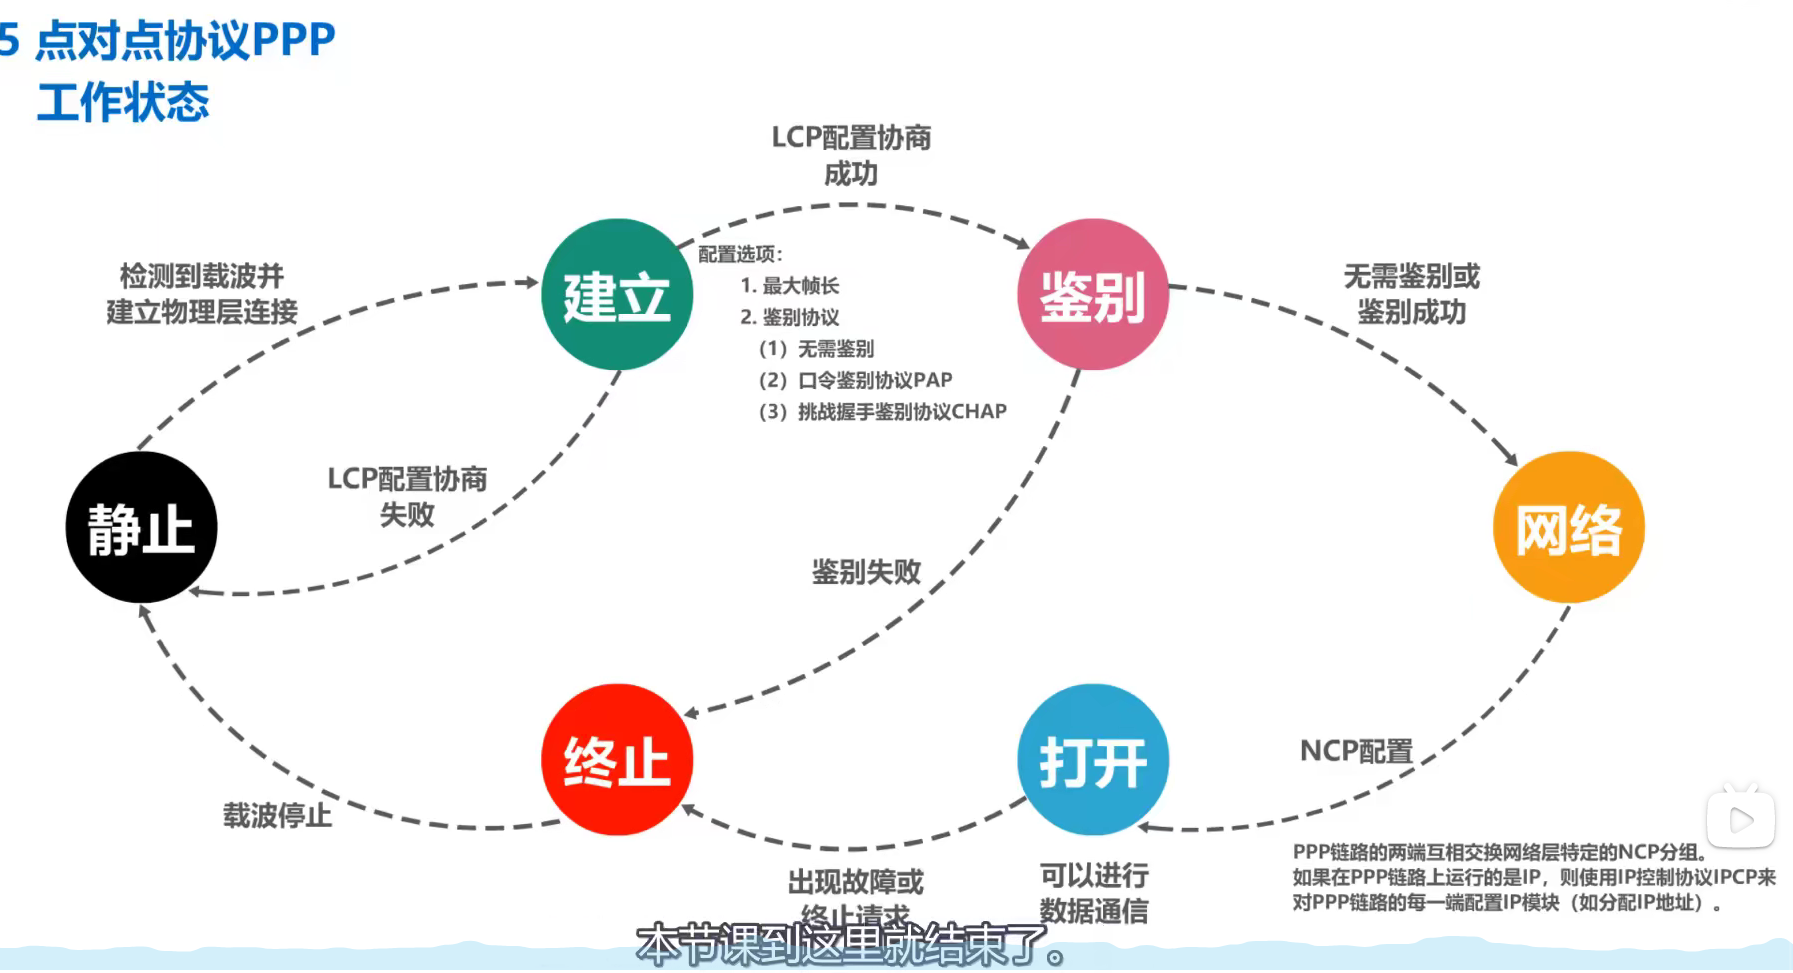 5 点对点协议PPP
工作状态
LCP配置协商
成功
检测到载波并
建立物理层连接
建立
配置选项：
1. 最大帧长
2. 鉴别协议
（1）无需鉴别
（2）口令鉴别协议PAP
（3）挑战握手鉴别协议CHAP
鉴别
无需鉴别或
鉴别成功
静止
LCP配置协商
失败
鉴别失败
网络
终止
打开
NCP配置
载波停止
出现故障或
终止请求
可以进行
数据通信
PPP链路的两端互相交换网络层特定的NCP分组。
如果在PPP链路上运行的是IP，则使用IP控制协议IPCP来
对PPP链路的每一端配置IP模块（如分配IP地址）。
本节课到这里就结束了。